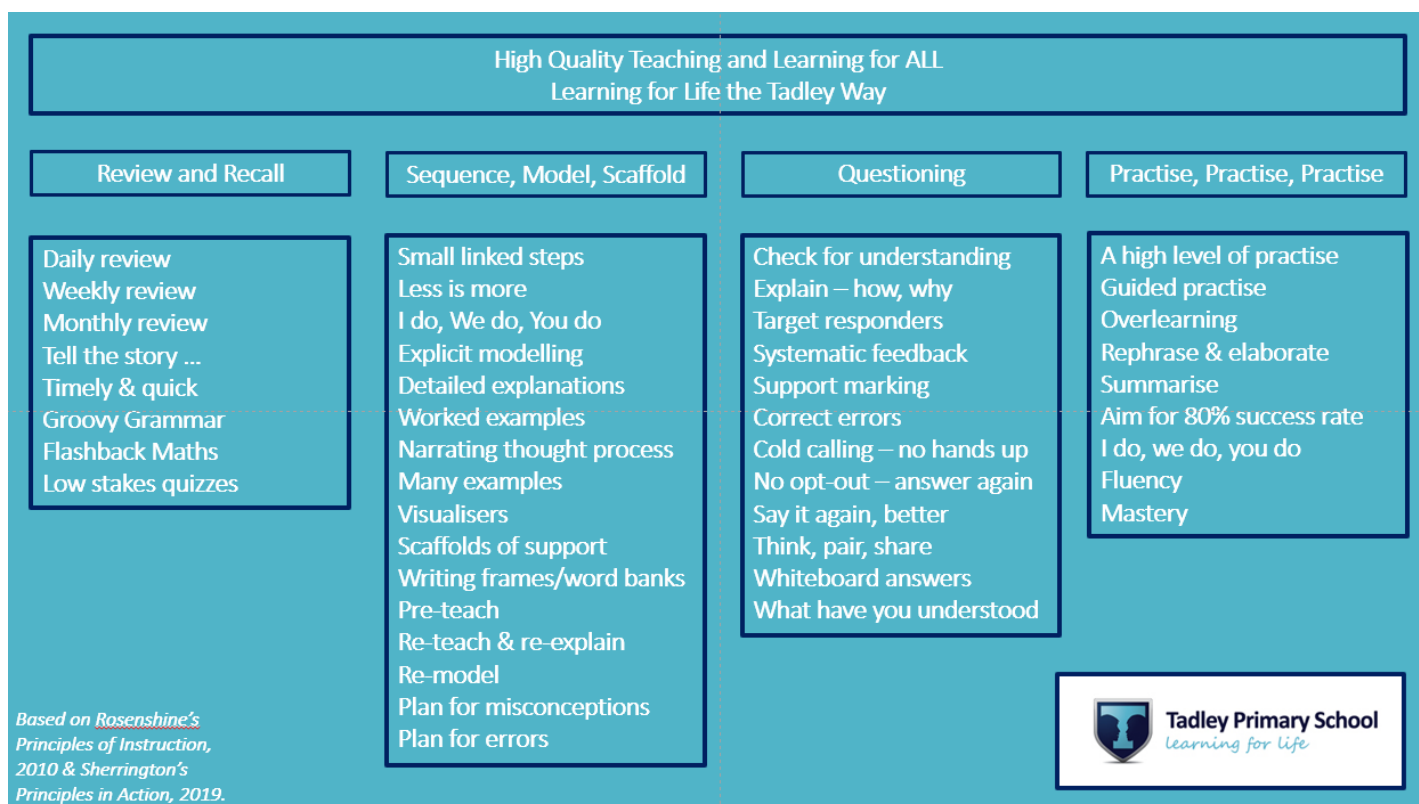 High Quality Teaching and Learning for ALL
Learning for Life the Tadley Way
Review and Recall
Daily review
Weekly review
Monthly review
Tell the story ...
Timely & quick
Groovy Grammar
Flashback Maths
Low stakes quizzes
Sequence, Model, Scaffold
Small linked steps
Less is more
I do, We do, You do
Explicit modelling
Detailed explanations
Worked examples
Narrating thought process
Many examples
Visualisers
Scaffolds of support
Writing frames/word banks
Pre-teach
Re-teach & re-explain
Re-model
Plan for misconceptions
Plan for errors
Questioning
Check for understanding
Explain – how, why
Target responders
Systematic feedback
Support marking
Correct errors
Cold calling – no hands up
No opt-out – answer again
Say it again, better
Think, pair, share
Whiteboard answers
What have you understood
Practise, Practise, Practise
A high level of practise
Guided practise
Overlearning
Rephrase & elaborate
Summarise
Aim for 80% success rate
I do, we do, you do
Fluency
Mastery
Based on Rosenshine's
Principles of Instruction,
2010 & Sherrington's
Principles in Action, 2019.
Tadley Primary School
learning for life